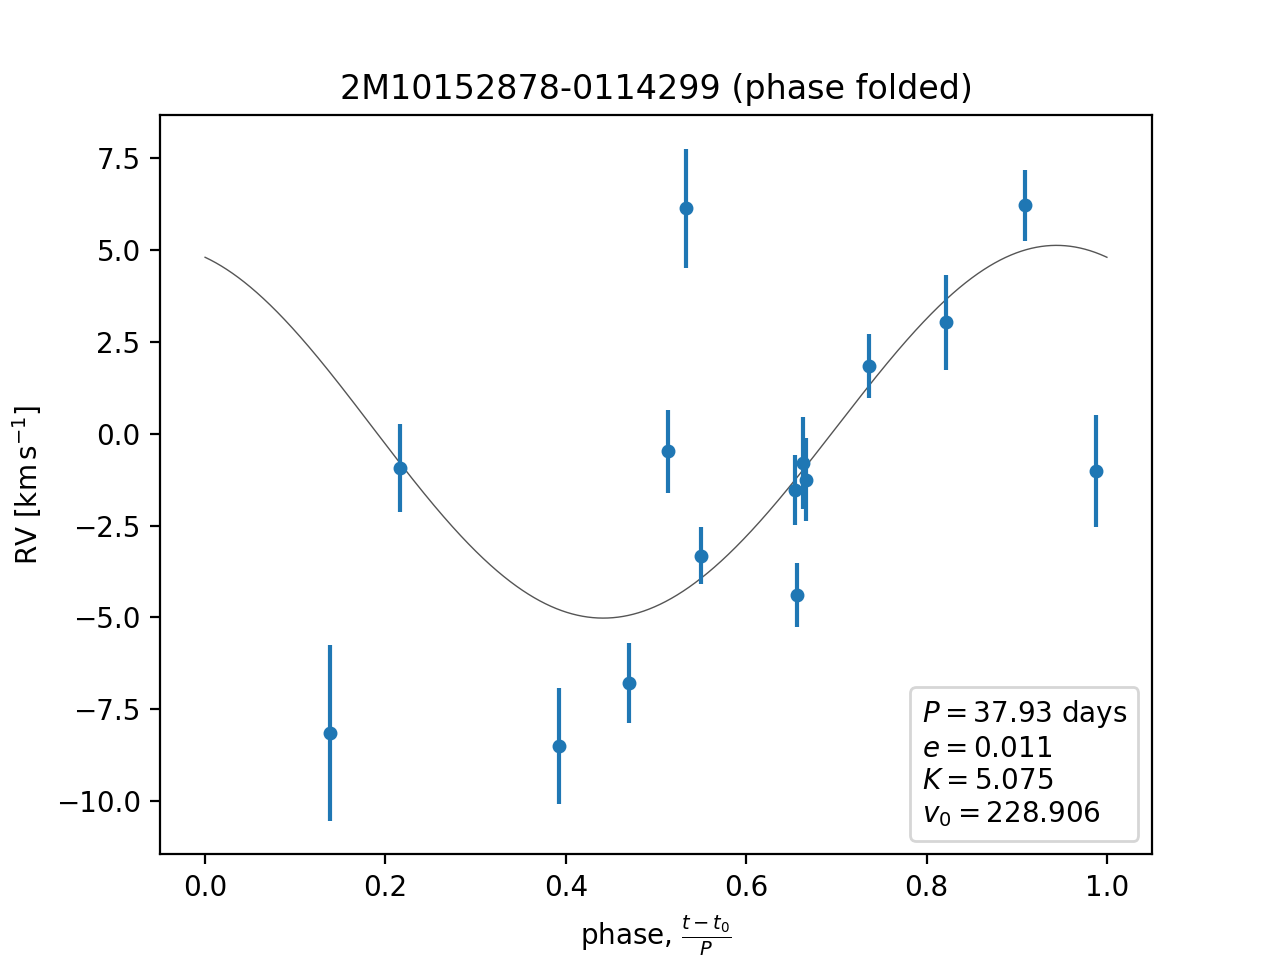 2M10152878-0114299 (phase folded)
RV [km s⁻¹]
7.5
5.0
2.5
0.0
−2.5
−5.0
−7.5
−10.0
P = 37.93 days
e = 0.011
K = 5.075
v₀ = 228.906
0.0 0.2 0.4 0.6 0.8 1.0
phase, (t − t₀)/P